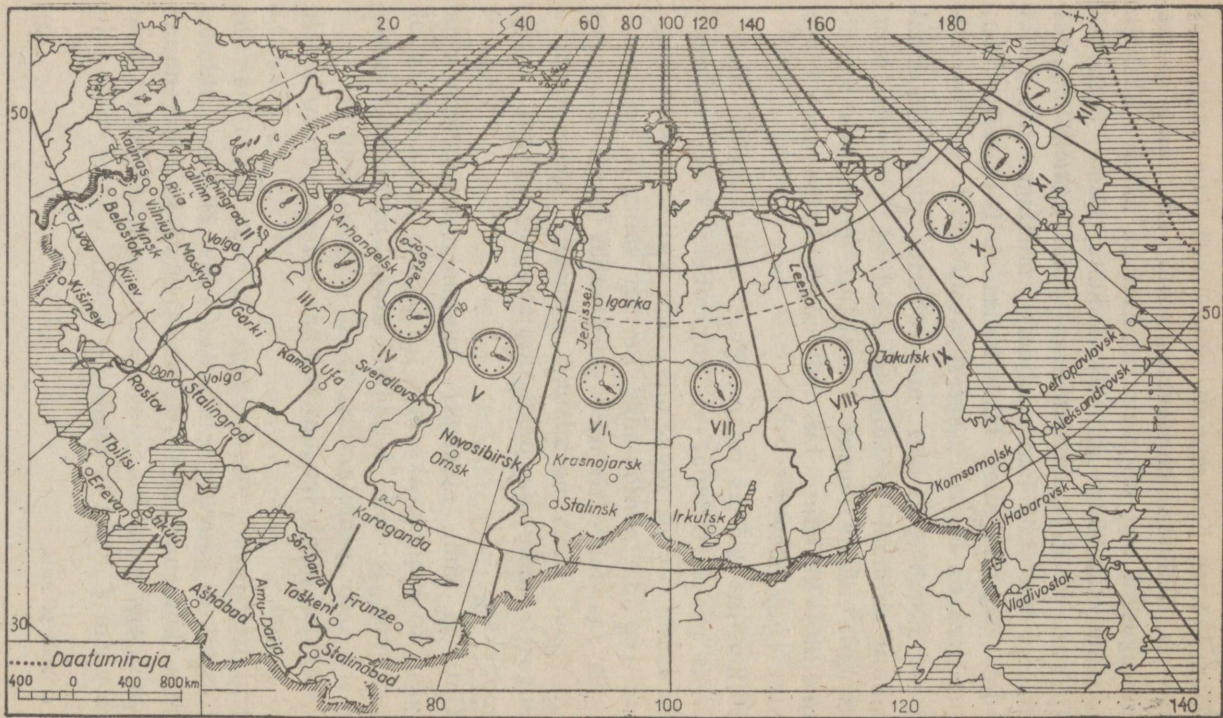 20 40 60 80 100 120 140 160 180
70
50
50
30
Kaunas
Vilnius
Riia
Tallinn
Leningrad
II
Belostok
Minsk
Lvov
Kiiev
Kišinev
Moskva
Volga
Arhangelsk
III
Gorki
Kama
Ufa
Petšoi
IV
Sverdlovsk
Ob
V
Novosibirsk
Omsk
Jenissei
Igarka
VI
Krasnojarsk
Stalinsk
VII
Irkutsk
Leena
VIII
Jakutsk
IX
X
XI
XII
Petropavlovsk
Aleksandrovsk
Komsomolsk
Habarovsk
Vladivostok
Rostov
Don
Volga
Stalingrad
Tbilisi
Erevan
Bakuu
Karaganda
Sõr-Darja
Amu-Darja
Taškent
Frunze
Ašhabad
Stalinabad
Daatumiraja
400 0 400 800 km
80 100 120 140